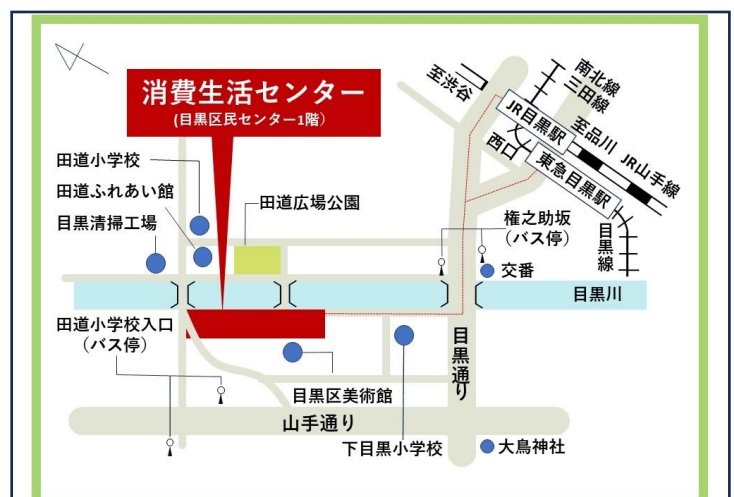 消費生活センター
(目黒区民センター1階)
至渋谷
南北線
三田線
JR目黒駅
至品川
JR山手線
西口
東急目黒駅
目黒線
田道小学校
田道ふれあい館
目黒清掃工場
田道広場公園
権之助坂
(バス停)
交番
目黒川
田道小学校入口
(バス停)
目黒通り
目黒区美術館
山手通り
下目黒小学校
大鳥神社